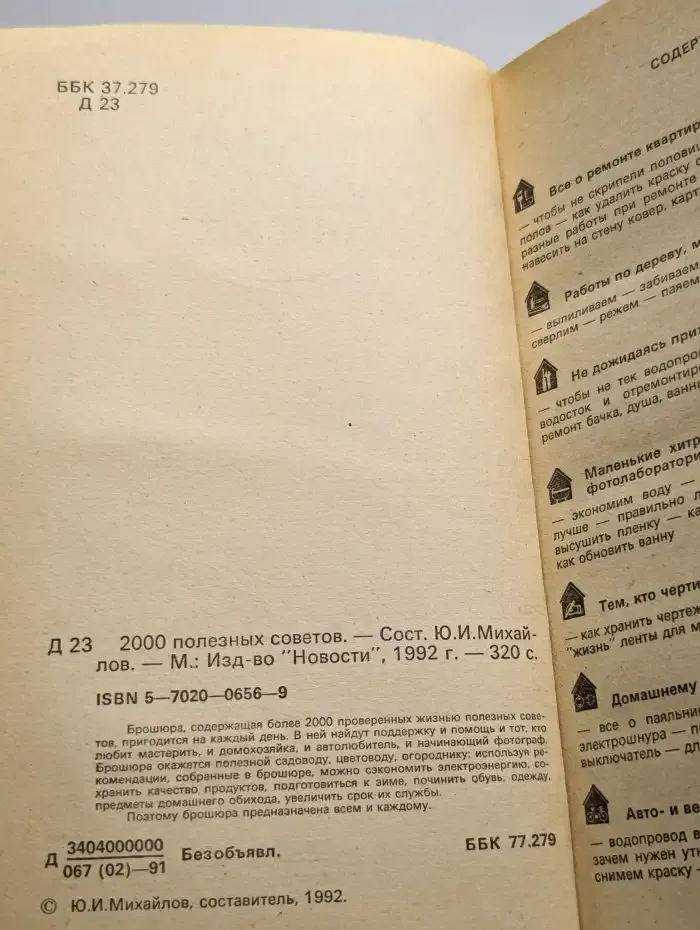 ББК 37.279
Д 23
Д 23 2000 полезных советов. — Сост. Ю.И.Михай-
лов. — М.: Изд-во "Новости", 1992 г. — 320 с.
ISBN 5—7020—0656—9
Брошюра, содержащая более 2000 проверенных жизнью полезных сове-
тов, пригодится на каждый день. В ней найдут поддержку и помощь и тот, кто
любит мастарить, и домохозяйка, и автолюбитель, и начинающий фотограф.
Брошюра окажется полезной садоводу, цветоводу, огороднику; используя ре-
комендации, собранные в брошюре, можно сэкономить электроэнергию, со-
хранить качество продуктов, подготовиться к зиме, починить обувь, одежду,
предметы домашнего обихода, увеличить срок их службы.
Поэтому брошюра предназначена всем и каждому.
Д 3404000000
067 (02)—91 Без объявл.
ББК 77.279
© Ю.И.Михайлов, составитель, 1992.
СОДЕР
Все о ремонте квартир
— чтобы не скрипели половиц
полов — как удалить краску с
разные работы при ремонте
навесить на стену ковер, карт
Работы по дереву, м
— выпиливаем — забиваем
сверлим — режем — паяем
Не дожидаясь при
— чтобы не тек водопро
водосток и отремонтиро
ремонт бачка, душа, ванн
Маленькие хитр
фотолаборатори
— экономим воду —
лучше — правильно
высушить пленку — ка
как обновить ванну
Тем, кто черти
— как хранить чертеж
"жизнь" ленты для м
Домашнему
— все о паяльни
электрошнура — п
выключатель — дл
Авто- и ве
— водопровод в
зачем нужен ут
снимем краску —